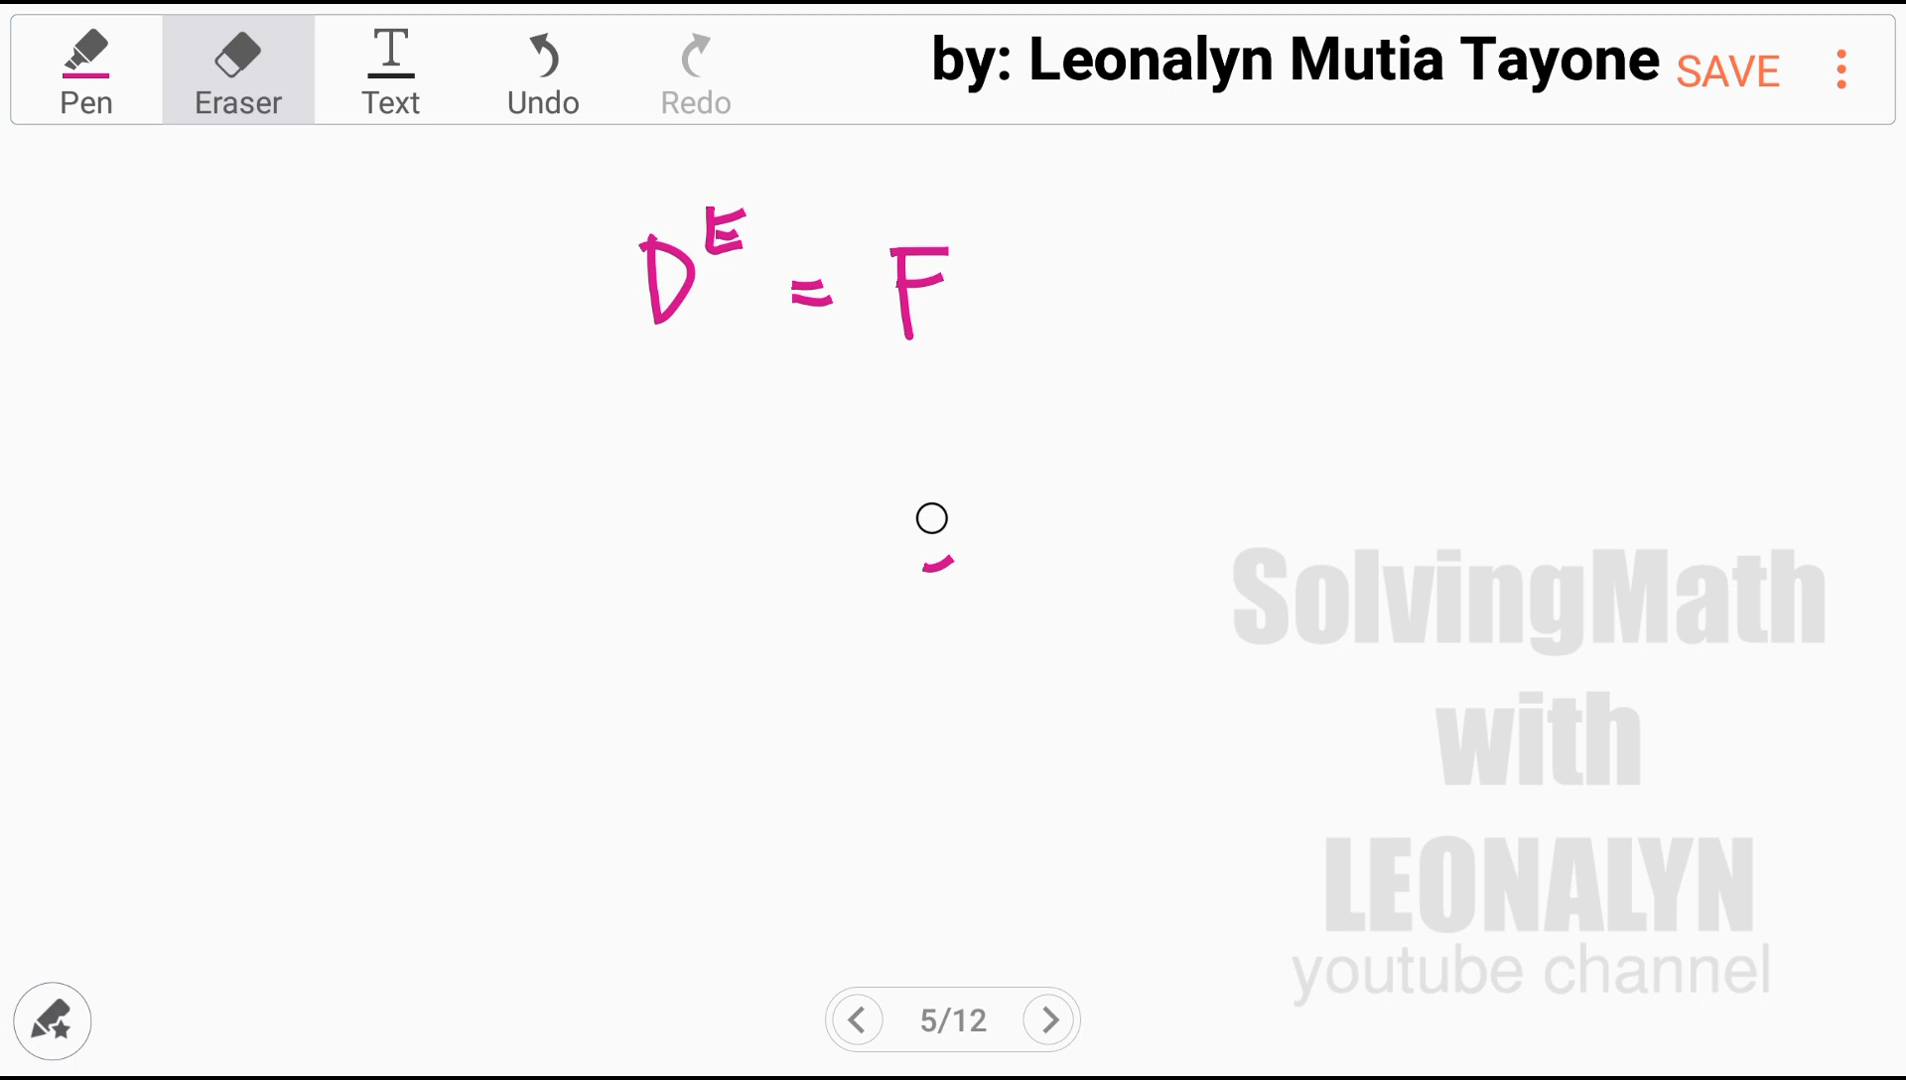 by: Leonalyn Mutia Tayone SAVE
Pen Eraser Text Undo Redo
D^E = F
SolvingMath
with
LEONALYN
youtube channel
5/12